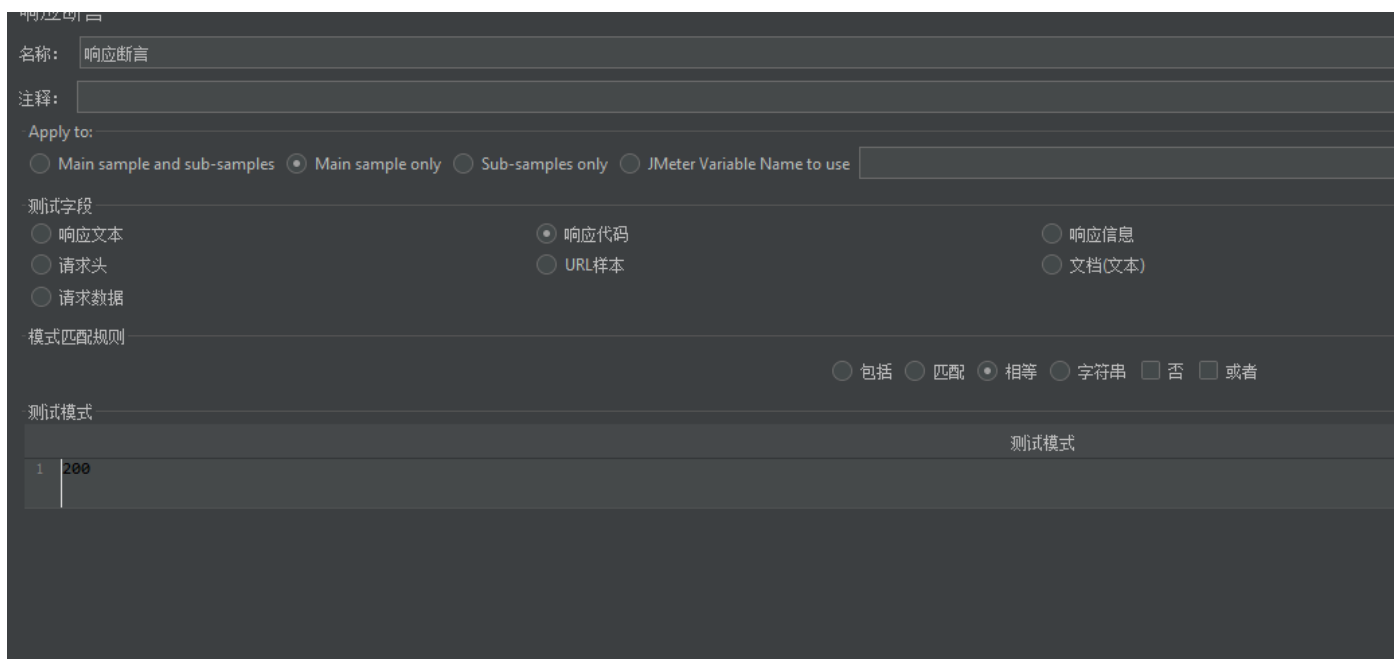 响应断言
名称： 响应断言
注释：
Apply to:
Main sample and sub-samples Main sample only Sub-samples only JMeter Variable Name to use
测试字段
响应文本 响应代码 响应信息
请求头 URL样本 文档(文本)
请求数据
模式匹配规则
包括 匹配 相等 字符串 否 或者
测试模式
测试模式
1 200